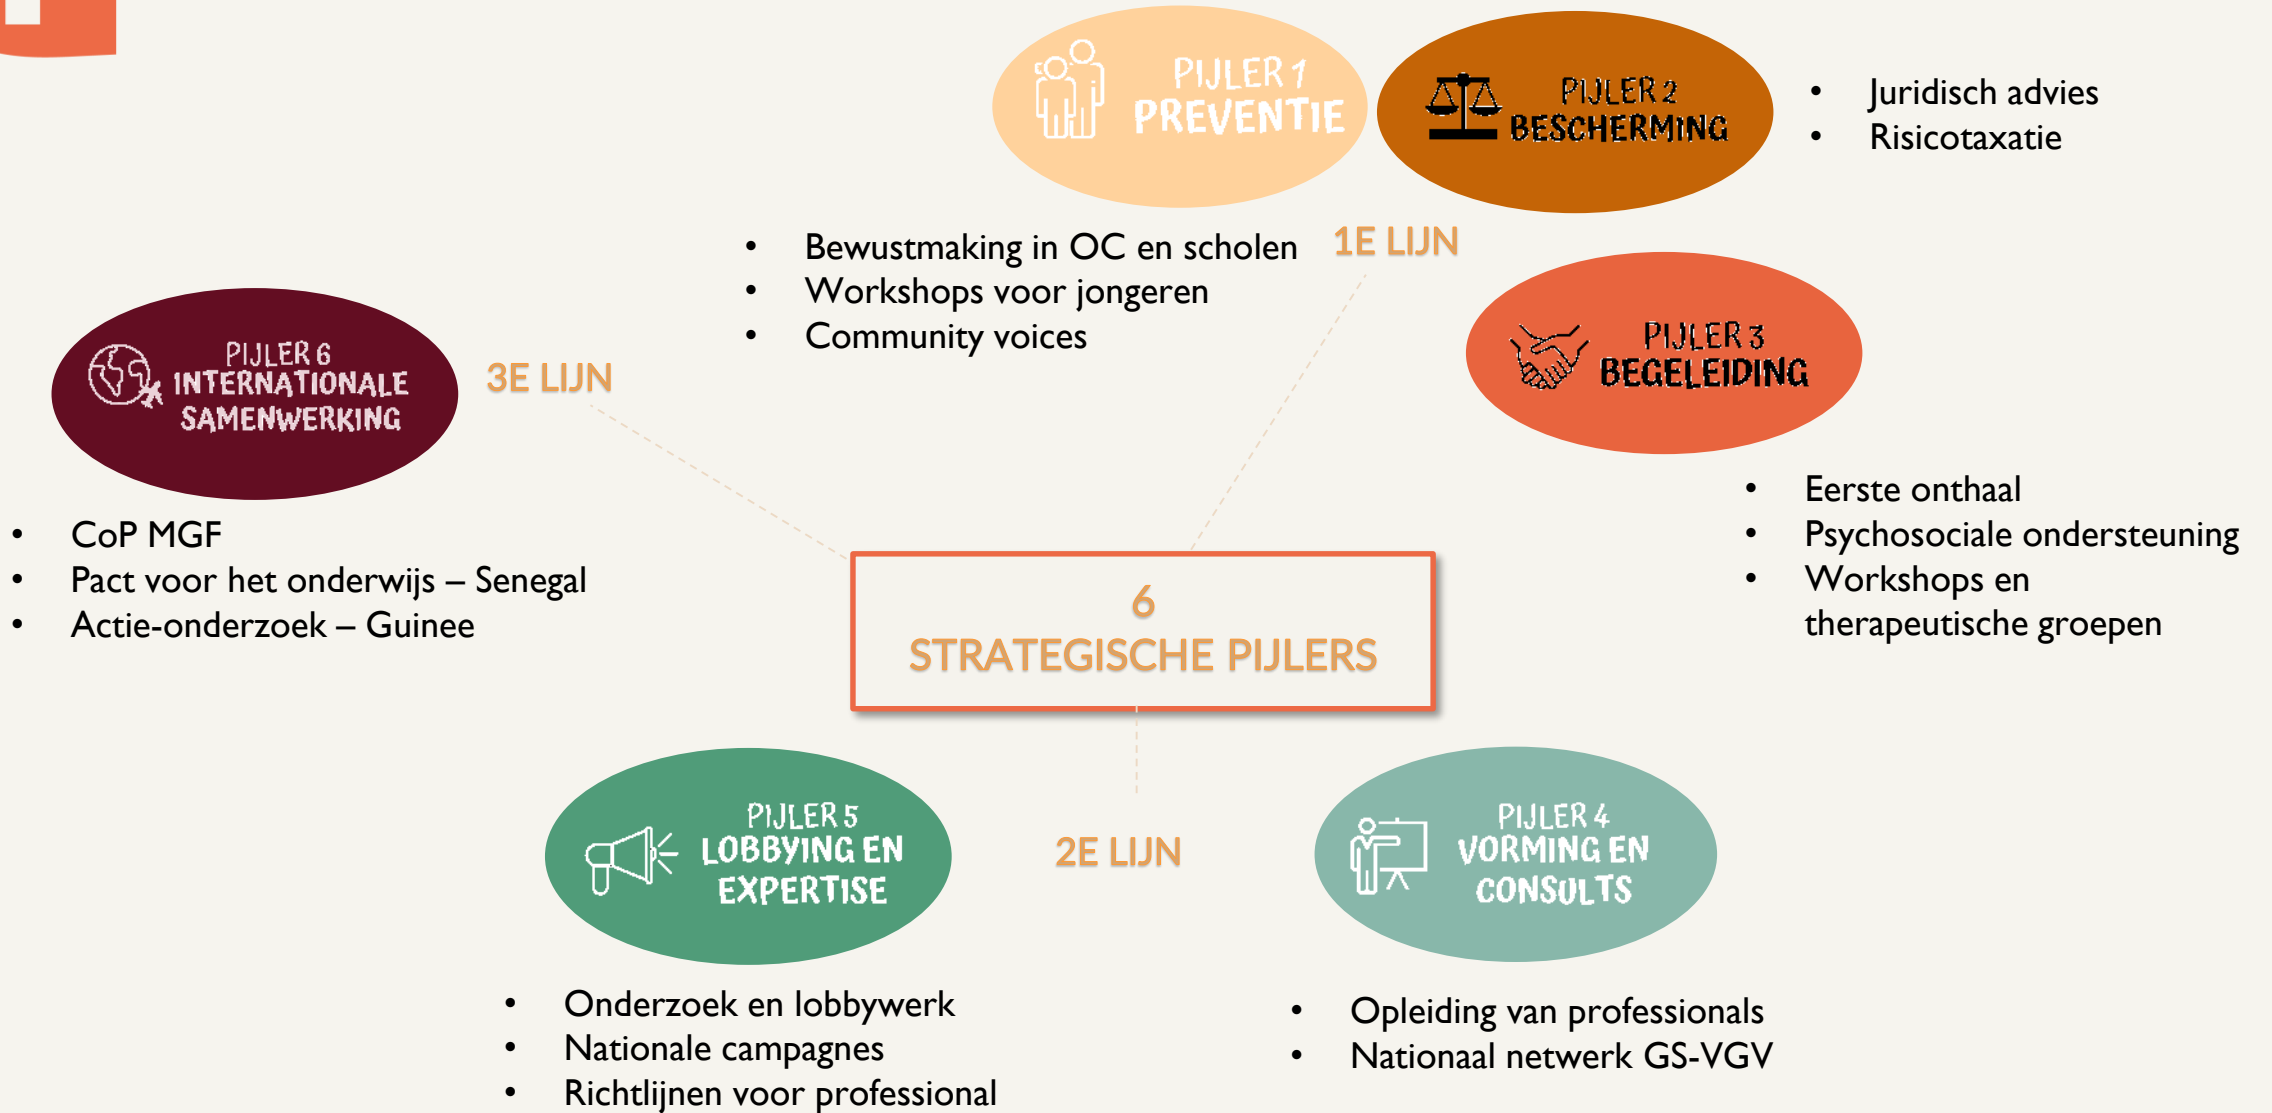 PIJLER 1
PREVENTIE
• Bewustmaking in OC en scholen
• Workshops voor jongeren
• Community voices
1E LIJN
PIJLER 2
BESCHERMING
• Juridisch advies
• Risicotaxatie
PIJLER 3
BEGELEIDING
• Eerste onthaal
• Psychosociale ondersteuning
• Workshops en
therapeutische groepen
PIJLER 6
INTERNATIONALE
SAMENWERKING
3E LIJN
• CoP MGF
• Pact voor het onderwijs – Senegal
• Actie-onderzoek – Guinee
6
STRATEGISCHE PIJLERS
PIJLER 5
LOBBYING EN
EXPERTISE
2E LIJN
PIJLER 4
VORMING EN
CONSULTS
• Onderzoek en lobbywerk
• Nationale campagnes
• Richtlijnen voor professional
• Opleiding van professionals
• Nationaal netwerk GS-VGV